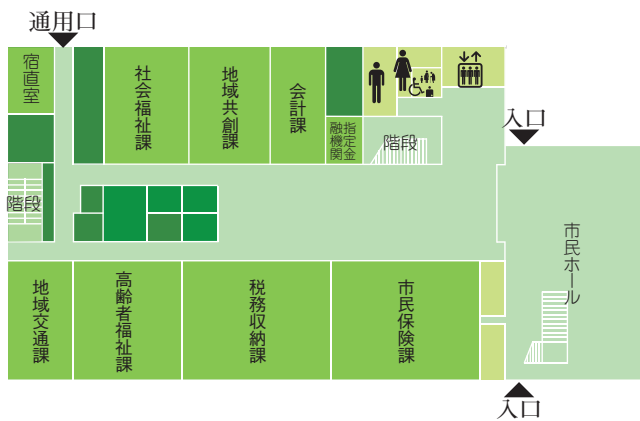 通用口
宿直室
社会福祉課
地域共創課
会計課
指定金
融機関
階段
入口
階段
市民ホール
地域交通課
高齢者福祉課
税務収納課
市民保険課
入口